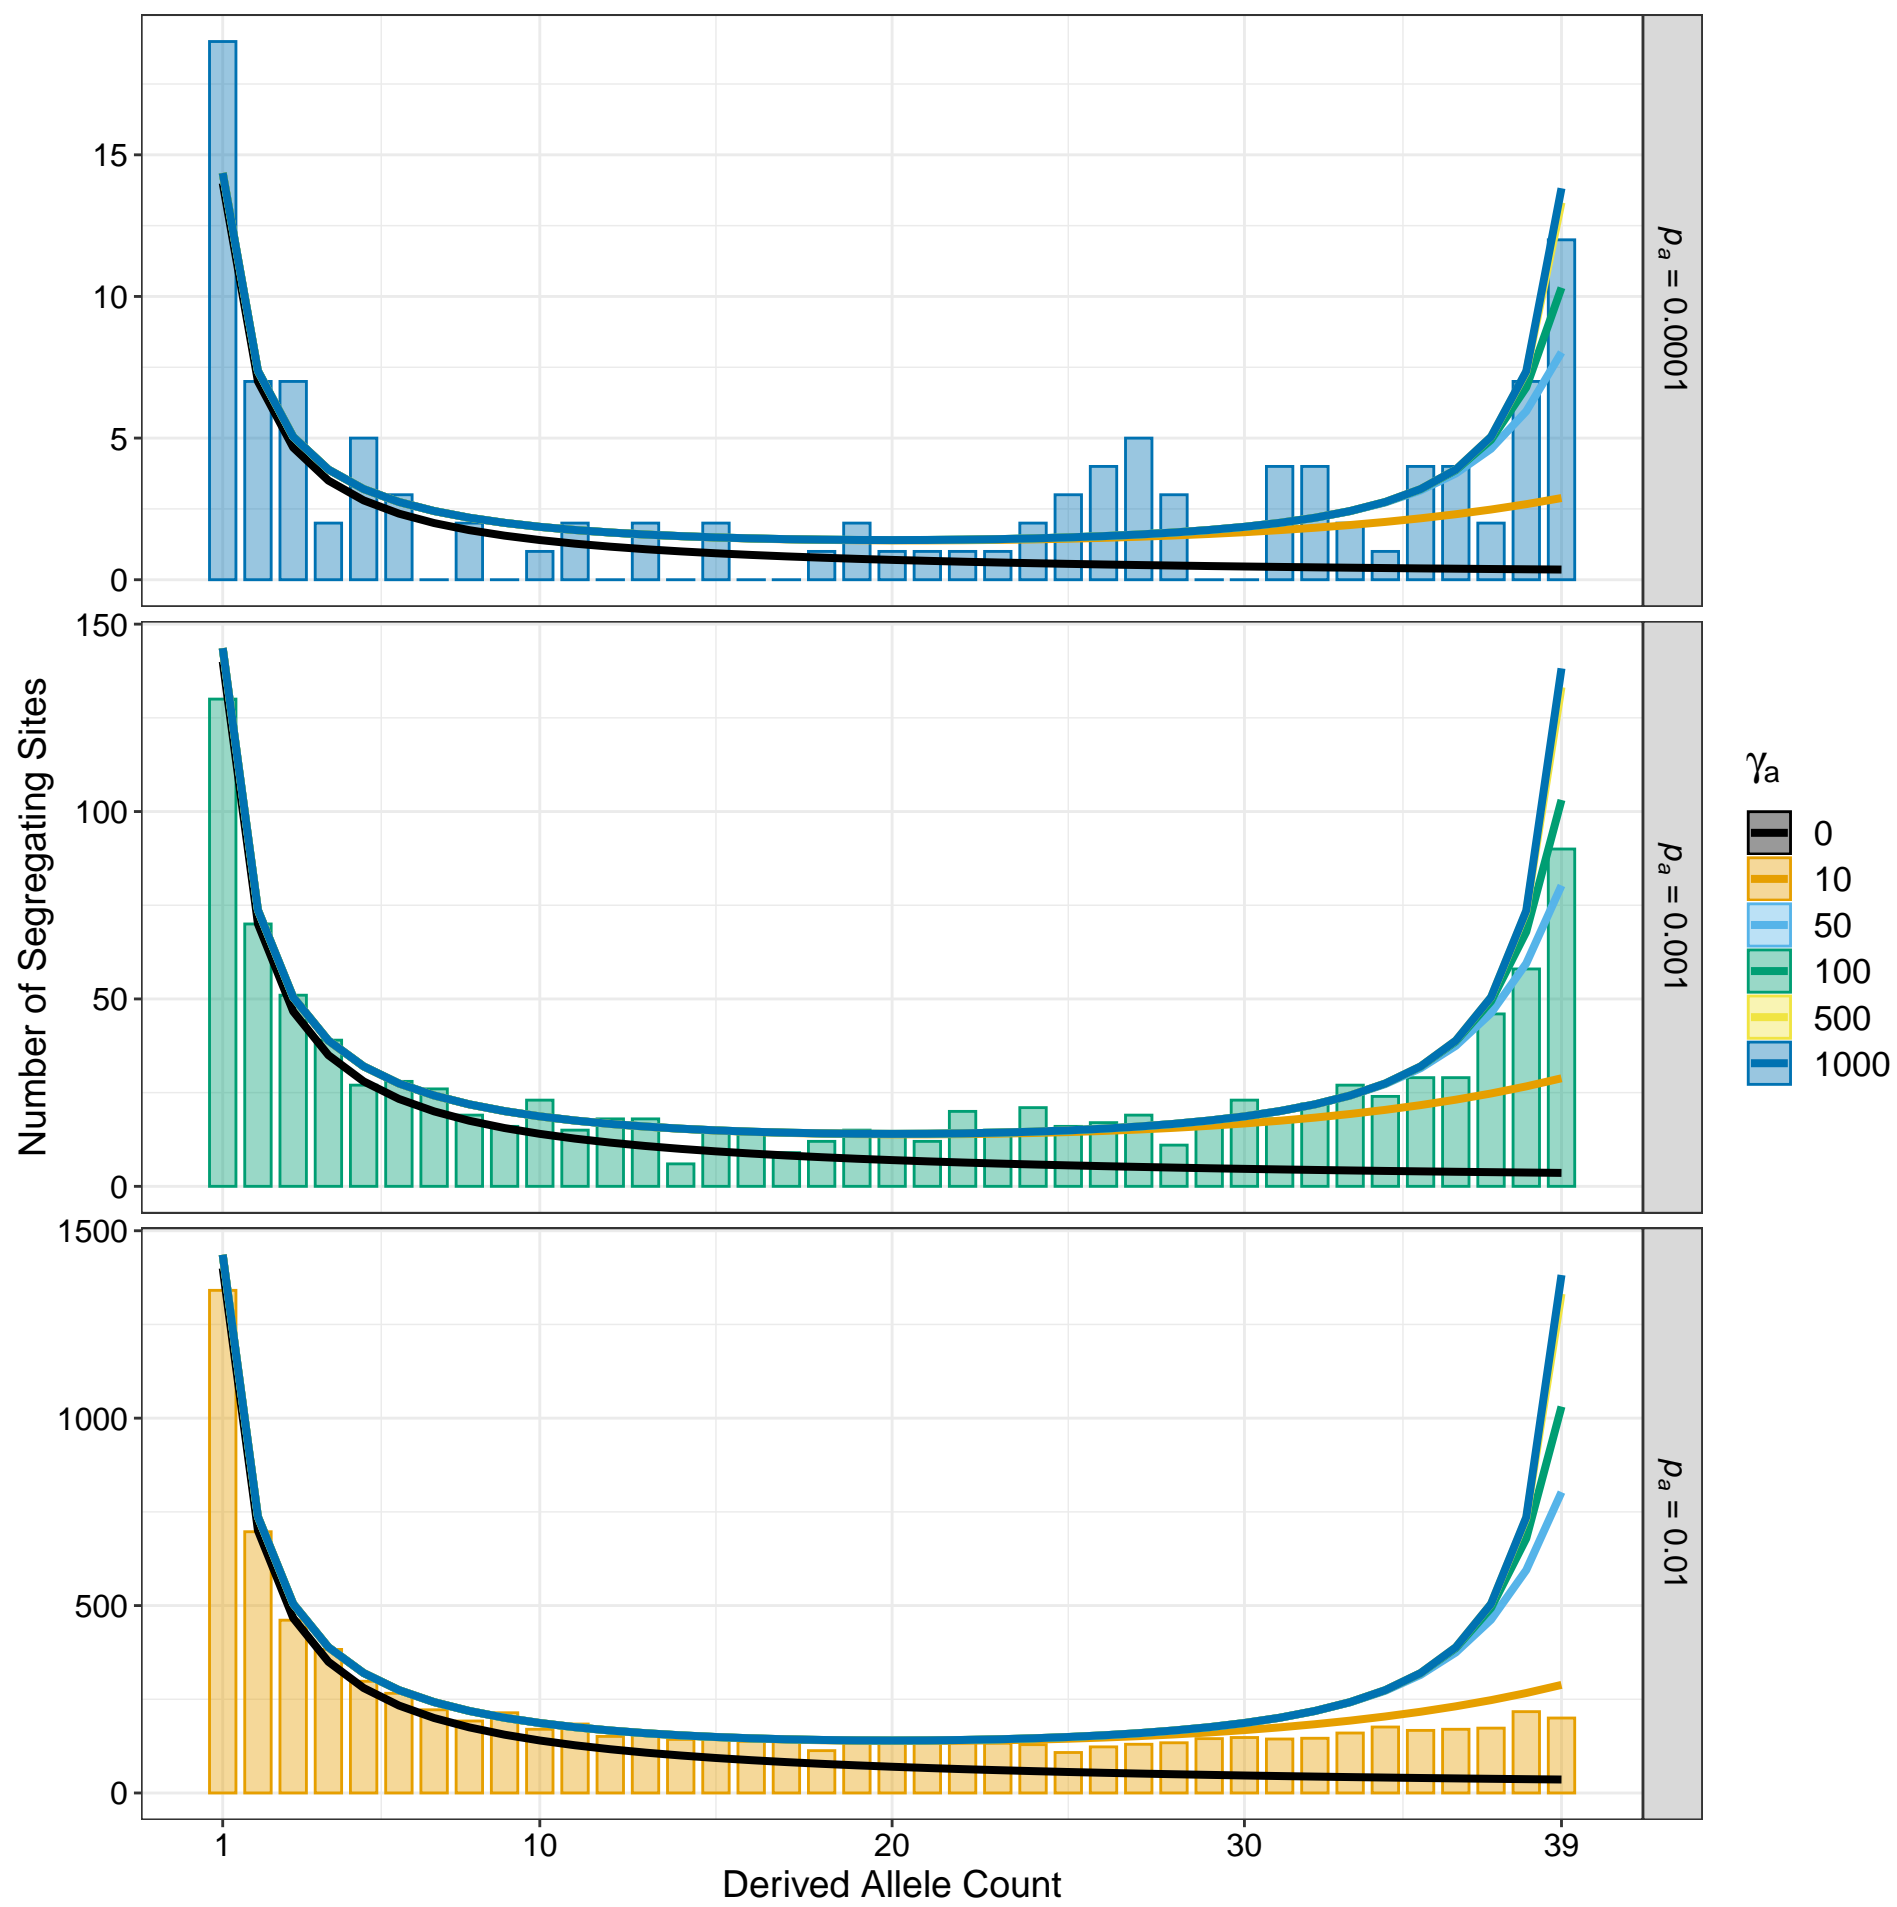 Number of Segregating Sites
15
10
5
0
pₐ = 0.0001
150
100
50
0
pₐ = 0.001
1500
1000
500
0
pₐ = 0.01
1 10 20 30 39
Derived Allele Count
γₐ
0
10
50
100
500
1000